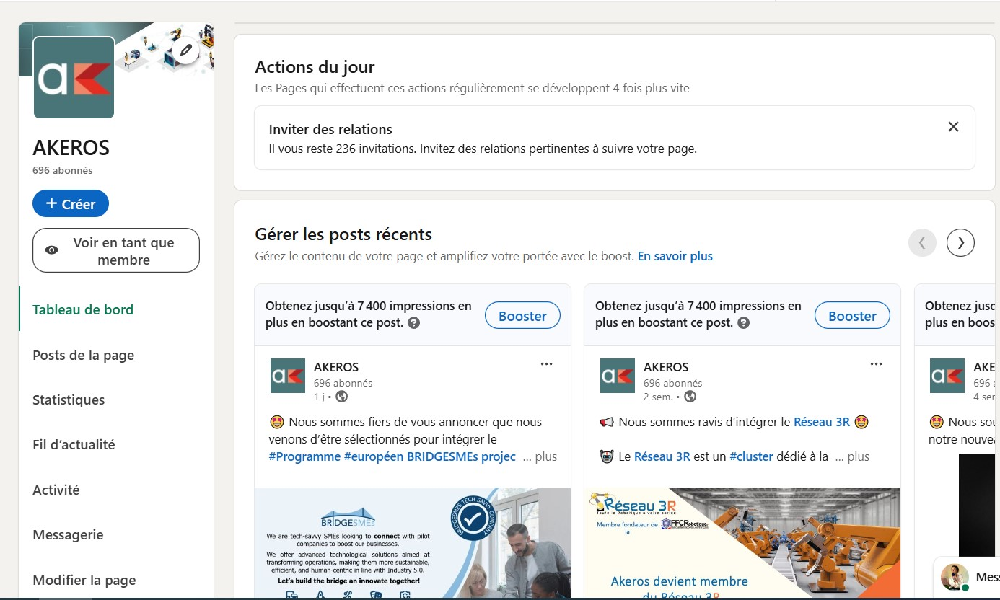 AKEROS
696 abonnés
+ Créer
Voir en tant que
membre
Tableau de bord
Posts de la page
Statistiques
Fil d’actualité
Activité
Messagerie
Modifier la page
Actions du jour
Les Pages qui effectuent ces actions régulièrement se développent 4 fois plus vite
Inviter des relations
Il vous reste 236 invitations. Invitez des relations pertinentes à suivre votre page.
Gérer les posts récents
Gérez le contenu de votre page et amplifiez votre portée avec le boost. En savoir plus
Obtenez jusqu’à 7 400 impressions en
plus en boostant ce post.
Booster
AKEROS
696 abonnés
1 j •
🤩 Nous sommes fiers de vous annoncer que nous
venons d’être sélectionnés pour intégrer le
#Programme #européen BRIDGESMEs projec ... plus
BRIDGESMEs
BRIDGESMES TECH SAVVY COMPANY
We are tech-savvy SMEs looking to connect with pilot
companies to boost our businesses.
We offer advanced technological solutions aimed at
transforming operations, making them more sustainable,
efficient, and human-centric in line with Industry 5.0.
Let’s build the bridge an innovate together!
Obtenez jusqu’à 7 400 impressions en
plus en boostant ce post.
Booster
AKEROS
696 abonnés
2 sem. •
📢 Nous sommes ravis d’intégrer le Réseau 3R 🤩
🤖 Le Réseau 3R est un #cluster dédié à la ... plus
Réseau 3R
Toute la Robotique à votre portée
Membre fondateur de
la
FFCRobotique.
Akeros devient membre
du Réseau 3R
Obtenez jusq
plus en boos
AKE
696 a
4 ser
🤩 Nous sou
notre nouvea
Mess